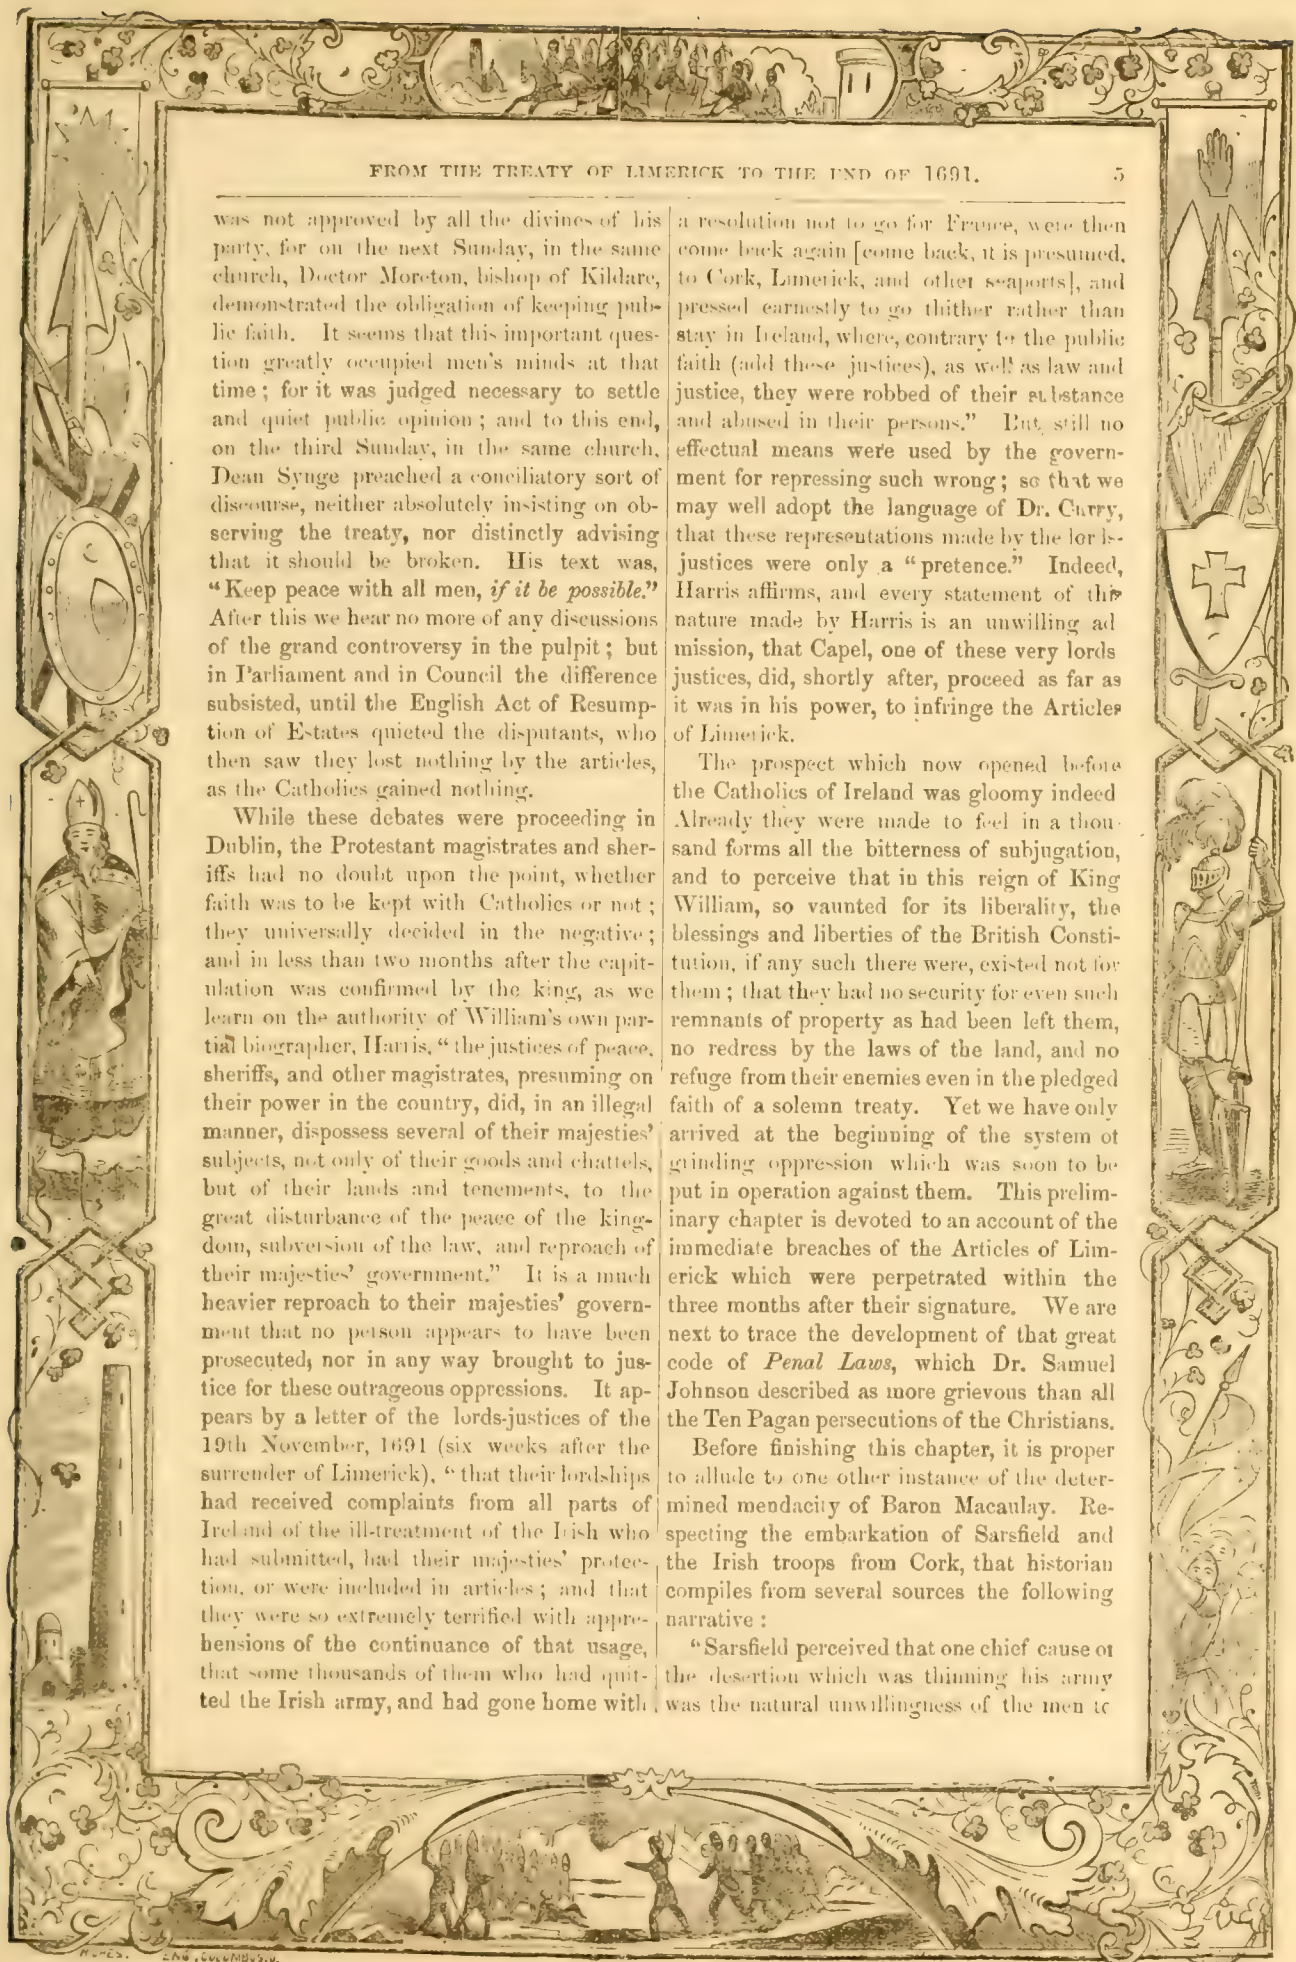 FROM THE TREATY OF LIMERICK TO THE END OF 1691. 5
was not approved by all the divines of his
party, for on the next Sunday, in the same
church, Doctor Moreton, bishop of Kildare,
demonstrated the obligation of keeping pub-
lic faith. It seems that this important ques-
tion greatly occupied men's minds at that
time; for it was judged necessary to settle
and quiet public opinion; and to this end,
on the third Sunday, in the same church,
Dean Synge preached a conciliatory sort of
discourse, neither absolutely insisting on ob-
serving the treaty, nor distinctly advising
that it should be broken. His text was,
"Keep peace with all men, if it be possible."
After this we hear no more of any discussions
of the grand controversy in the pulpit; but
in Parliament and in Council the difference
subsisted, until the English Act of Resump-
tion of Estates quieted the disputants, who
then saw they lost nothing by the articles,
as the Catholics gained nothing.
While these debates were proceeding in
Dublin, the Protestant magistrates and sher-
iffs had no doubt upon the point, whether
faith was to be kept with Catholics or not;
they universally decided in the negative;
and in less than two months after the capit-
ulation was confirmed by the king, as we
learn on the authority of William's own par-
tial biographer, Harris, "the justices of peace,
sheriffs, and other magistrates, presuming on
their power in the country, did, in an illegal
manner, dispossess several of their majesties'
subjects, not only of their goods and chattels,
but of their lands and tenements, to the
great disturbance of the peace of the king-
dom, subversion of the law, and reproach of
their majesties' government." It is a much
heavier reproach to their majesties' govern-
ment that no person appears to have been
prosecuted, nor in any way brought to jus-
tice for these outrageous oppressions. It ap-
pears by a letter of the lords-justices of the
19th November, 1691 (six weeks after the
surrender of Limerick), "that their lordships
had received complaints from all parts of
Ireland of the ill-treatment of the Irish who
had submitted, had their majesties' protec-
tion, or were included in articles; and that
they were so extremely terrified with appre-
hensions of the continuance of that usage,
that some thousands of them who had quit-
ted the Irish army, and had gone home with
a resolution not to go for France, were then
come back again [come back, it is presumed,
to Cork, Limerick, and other seaports], and
pressed earnestly to go thither rather than
stay in Ireland, where, contrary to the public
faith (add these justices), as well as law and
justice, they were robbed of their substance
and abused in their persons." But still no
effectual means were used by the govern-
ment for repressing such wrong; so that we
may well adopt the language of Dr. Curry,
that these representations made by the lords-
justices were only a "pretence." Indeed,
Harris affirms, and every statement of this
nature made by Harris is an unwilling ad
mission, that Capel, one of these very lords
justices, did, shortly after, proceed as far as
it was in his power, to infringe the Articles
of Limerick.
The prospect which now opened before
the Catholics of Ireland was gloomy indeed
Already they were made to feel in a thou-
sand forms all the bitterness of subjugation,
and to perceive that in this reign of King
William, so vaunted for its liberality, the
blessings and liberties of the British Consti-
tution, if any such there were, existed not for
them; that they had no security for even such
remnants of property as had been left them,
no redress by the laws of the land, and no
refuge from their enemies even in the pledged
faith of a solemn treaty. Yet we have only
arrived at the beginning of the system of
grinding oppression which was soon to be
put in operation against them. This prelim-
inary chapter is devoted to an account of the
immediate breaches of the Articles of Lim-
erick which were perpetrated within the
three months after their signature. We are
next to trace the development of that great
code of Penal Laws, which Dr. Samuel
Johnson described as more grievous than all
the Ten Pagan persecutions of the Christians.
Before finishing this chapter, it is proper
to allude to one other instance of the deter-
mined mendacity of Baron Macaulay. Re-
specting the embarkation of Sarsfield and
the Irish troops from Cork, that historian
compiles from several sources the following
narrative:
"Sarsfield perceived that one chief cause of
the desertion which was thinning his army
was the natural unwillingness of the men to
ENG. COLUMBUS. O.